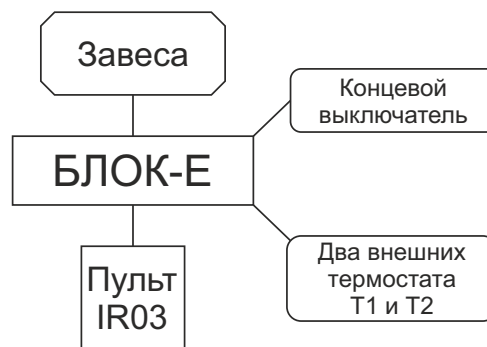 Завеса
Концевой
выключатель
БЛОК-Е
Два внешних
термостата
Т1 и Т2
Пульт
IR03